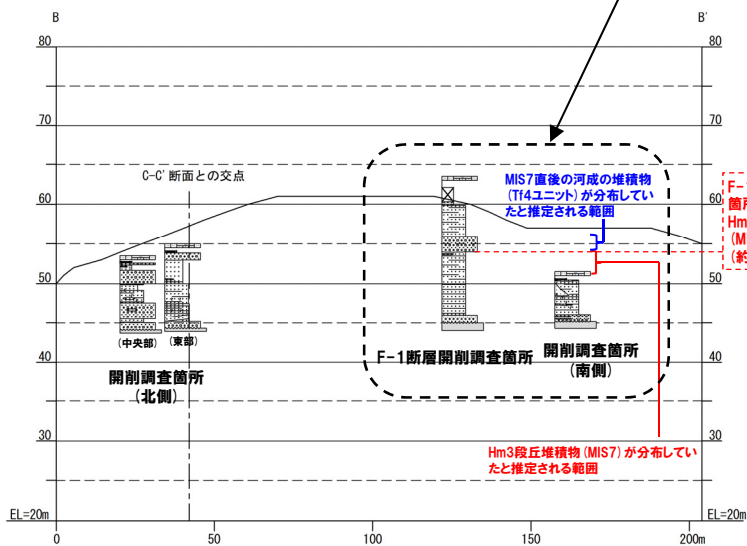 B
B'
80
80
70
70
C-C'断面との交点
MIS7直後の河成の堆積物
(Tf4ユニット)が分布してい
たと推定される範囲
F-
箇所
Hm
(M
(約
60
60
50
50
(中央部)
(東部)
開削調査箇所
(北側)
F-1断層開削調査箇所
開削調査箇所
(南側)
40
40
30
30
Hm3段丘堆積物(MIS7)が分布してい
たと推定される範囲
EL=20m
EL=20m
0
50
100
150
200m